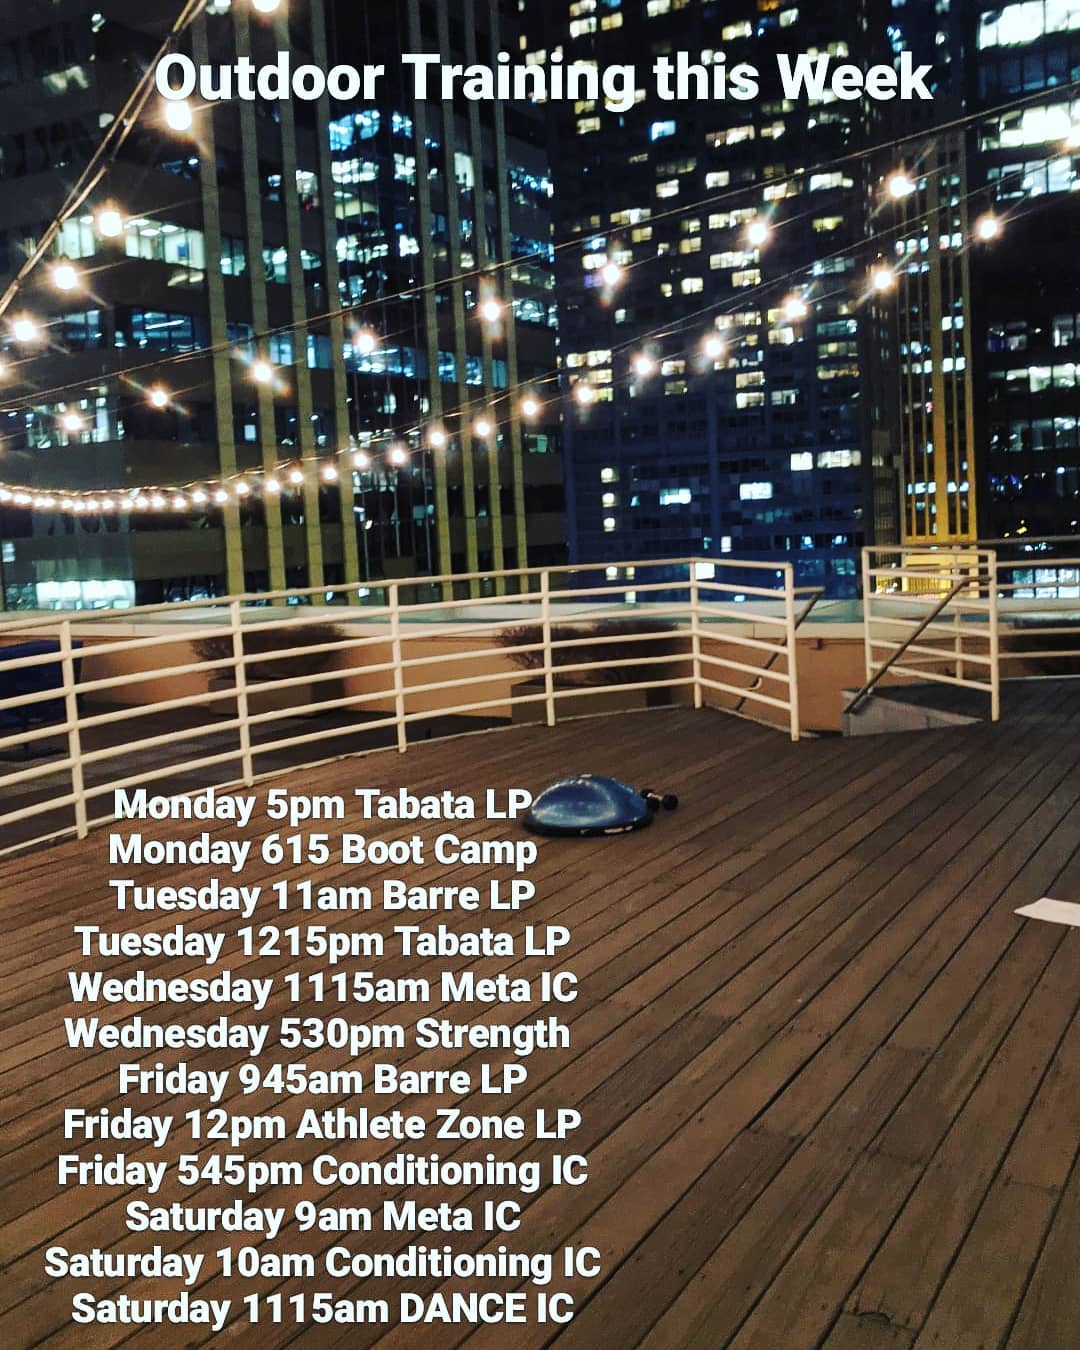 Outdoor Training this Week
Monday 5pm Tabata LP
Monday 615 Boot Camp
Tuesday 11am Barre LP
Tuesday 1215pm Tabata LP
Wednesday 1115am Meta IC
Wednesday 530pm Strength
Friday 945am Barre LP
Friday 12pm Athlete Zone LP
Friday 545pm Conditioning IC
Saturday 9am Meta IC
Saturday 10am Conditioning IC
Saturday 1115am DANCE IC